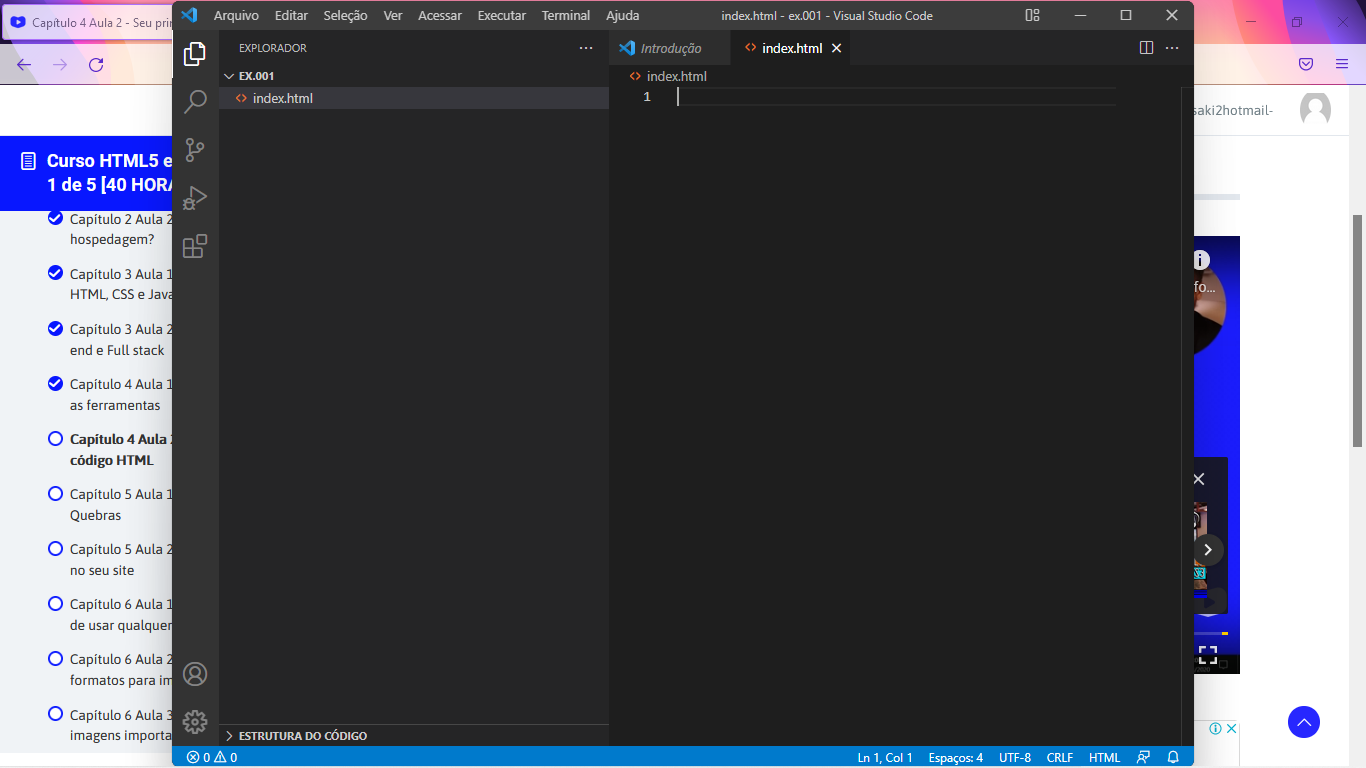 Capítulo 4 Aula 2 - Seu prin
Arquivo Editar Seleção Ver Acessar Executar Terminal Ajuda
index.html - ex.001 - Visual Studio Code
EXPLORADOR
Introdução
index.html
EX.001
index.html
index.html
1
saki2hotmail-
Curso HTML5 e
1 de 5 [40 HORA
Capítulo 2 Aula 2
hospedagem?
Capítulo 3 Aula 1
HTML, CSS e Java
Capítulo 3 Aula 2
end e Full stack
Capítulo 4 Aula 1
as ferramentas
Capítulo 4 Aula 2
código HTML
Capítulo 5 Aula 1
Quebras
Capítulo 5 Aula 2
no seu site
Capítulo 6 Aula 1
de usar qualquer
Capítulo 6 Aula 2
formatos para im
Capítulo 6 Aula 3
imagens importa
fo...
ESTRUTURA DO CÓDIGO
0 0
Ln 1, Col 1 Espaços: 4 UTF-8 CRLF HTML